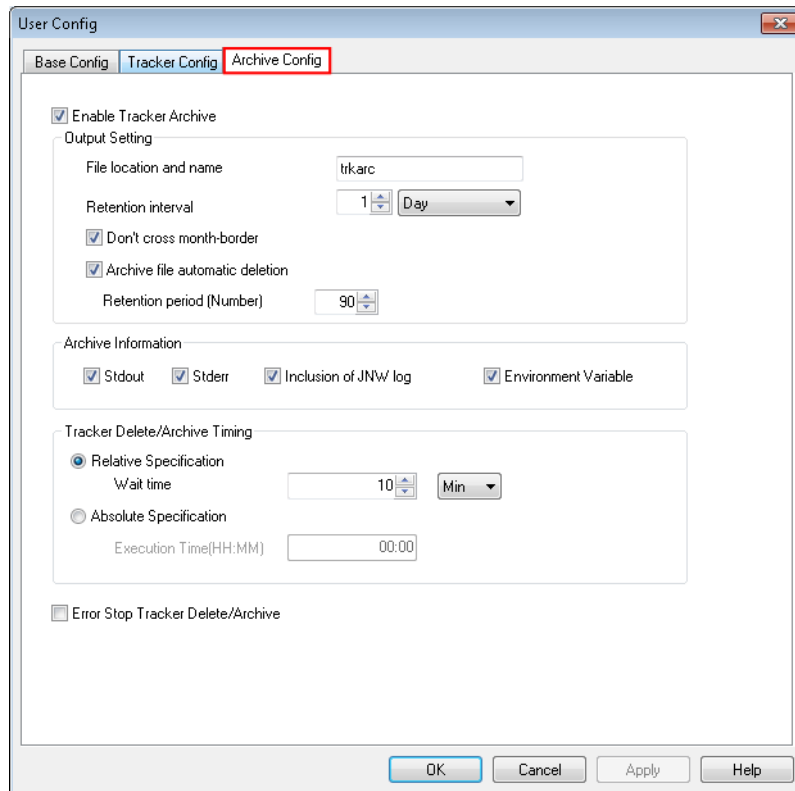 User Config
Base Config Tracker Config Archive Config
Enable Tracker Archive
Output Setting
File location and name trkarc
Retention interval 1 Day
Don't cross month-border
Archive file automatic deletion
Retention period (Number) 90
Archive Information
Stdout Stderr Inclusion of JNW log Environment Variable
Tracker Delete/Archive Timing
Relative Specification
Wait time 10 Min
Absolute Specification
Execution Time(HH:MM) 00:00
Error Stop Tracker Delete/Archive
OK Cancel Apply Help